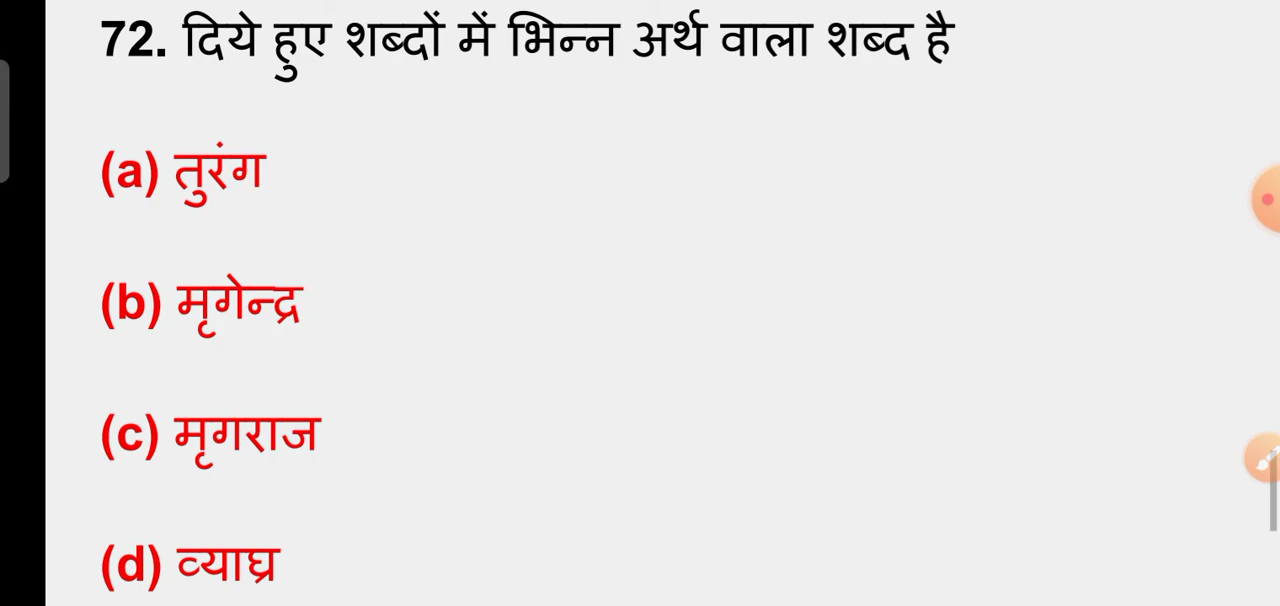 72. दिये हुए शब्दों में भिन्न अर्थ वाला शब्द है
(a) तुरंग
(b) मृगेन्द्र
(c) मृगराज
(d) व्याघ्र